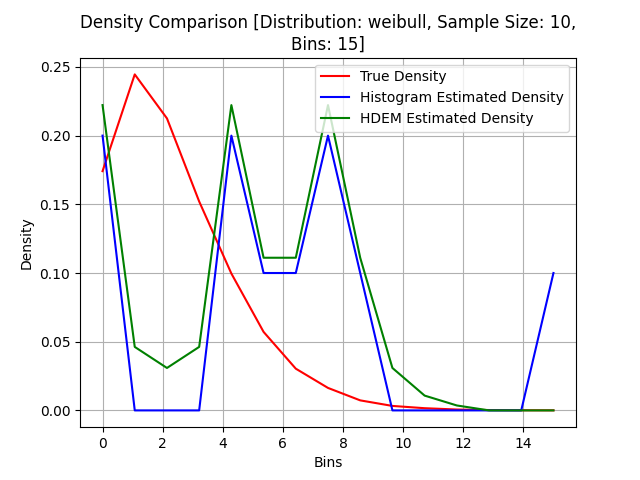 Density Comparison [Distribution: weibull, Sample Size: 10,
Bins: 15]
True Density
Histogram Estimated Density
HDEM Estimated Density
Density
0.25
0.20
0.15
0.10
0.05
0.00
0 2 4 6 8 10 12 14
Bins